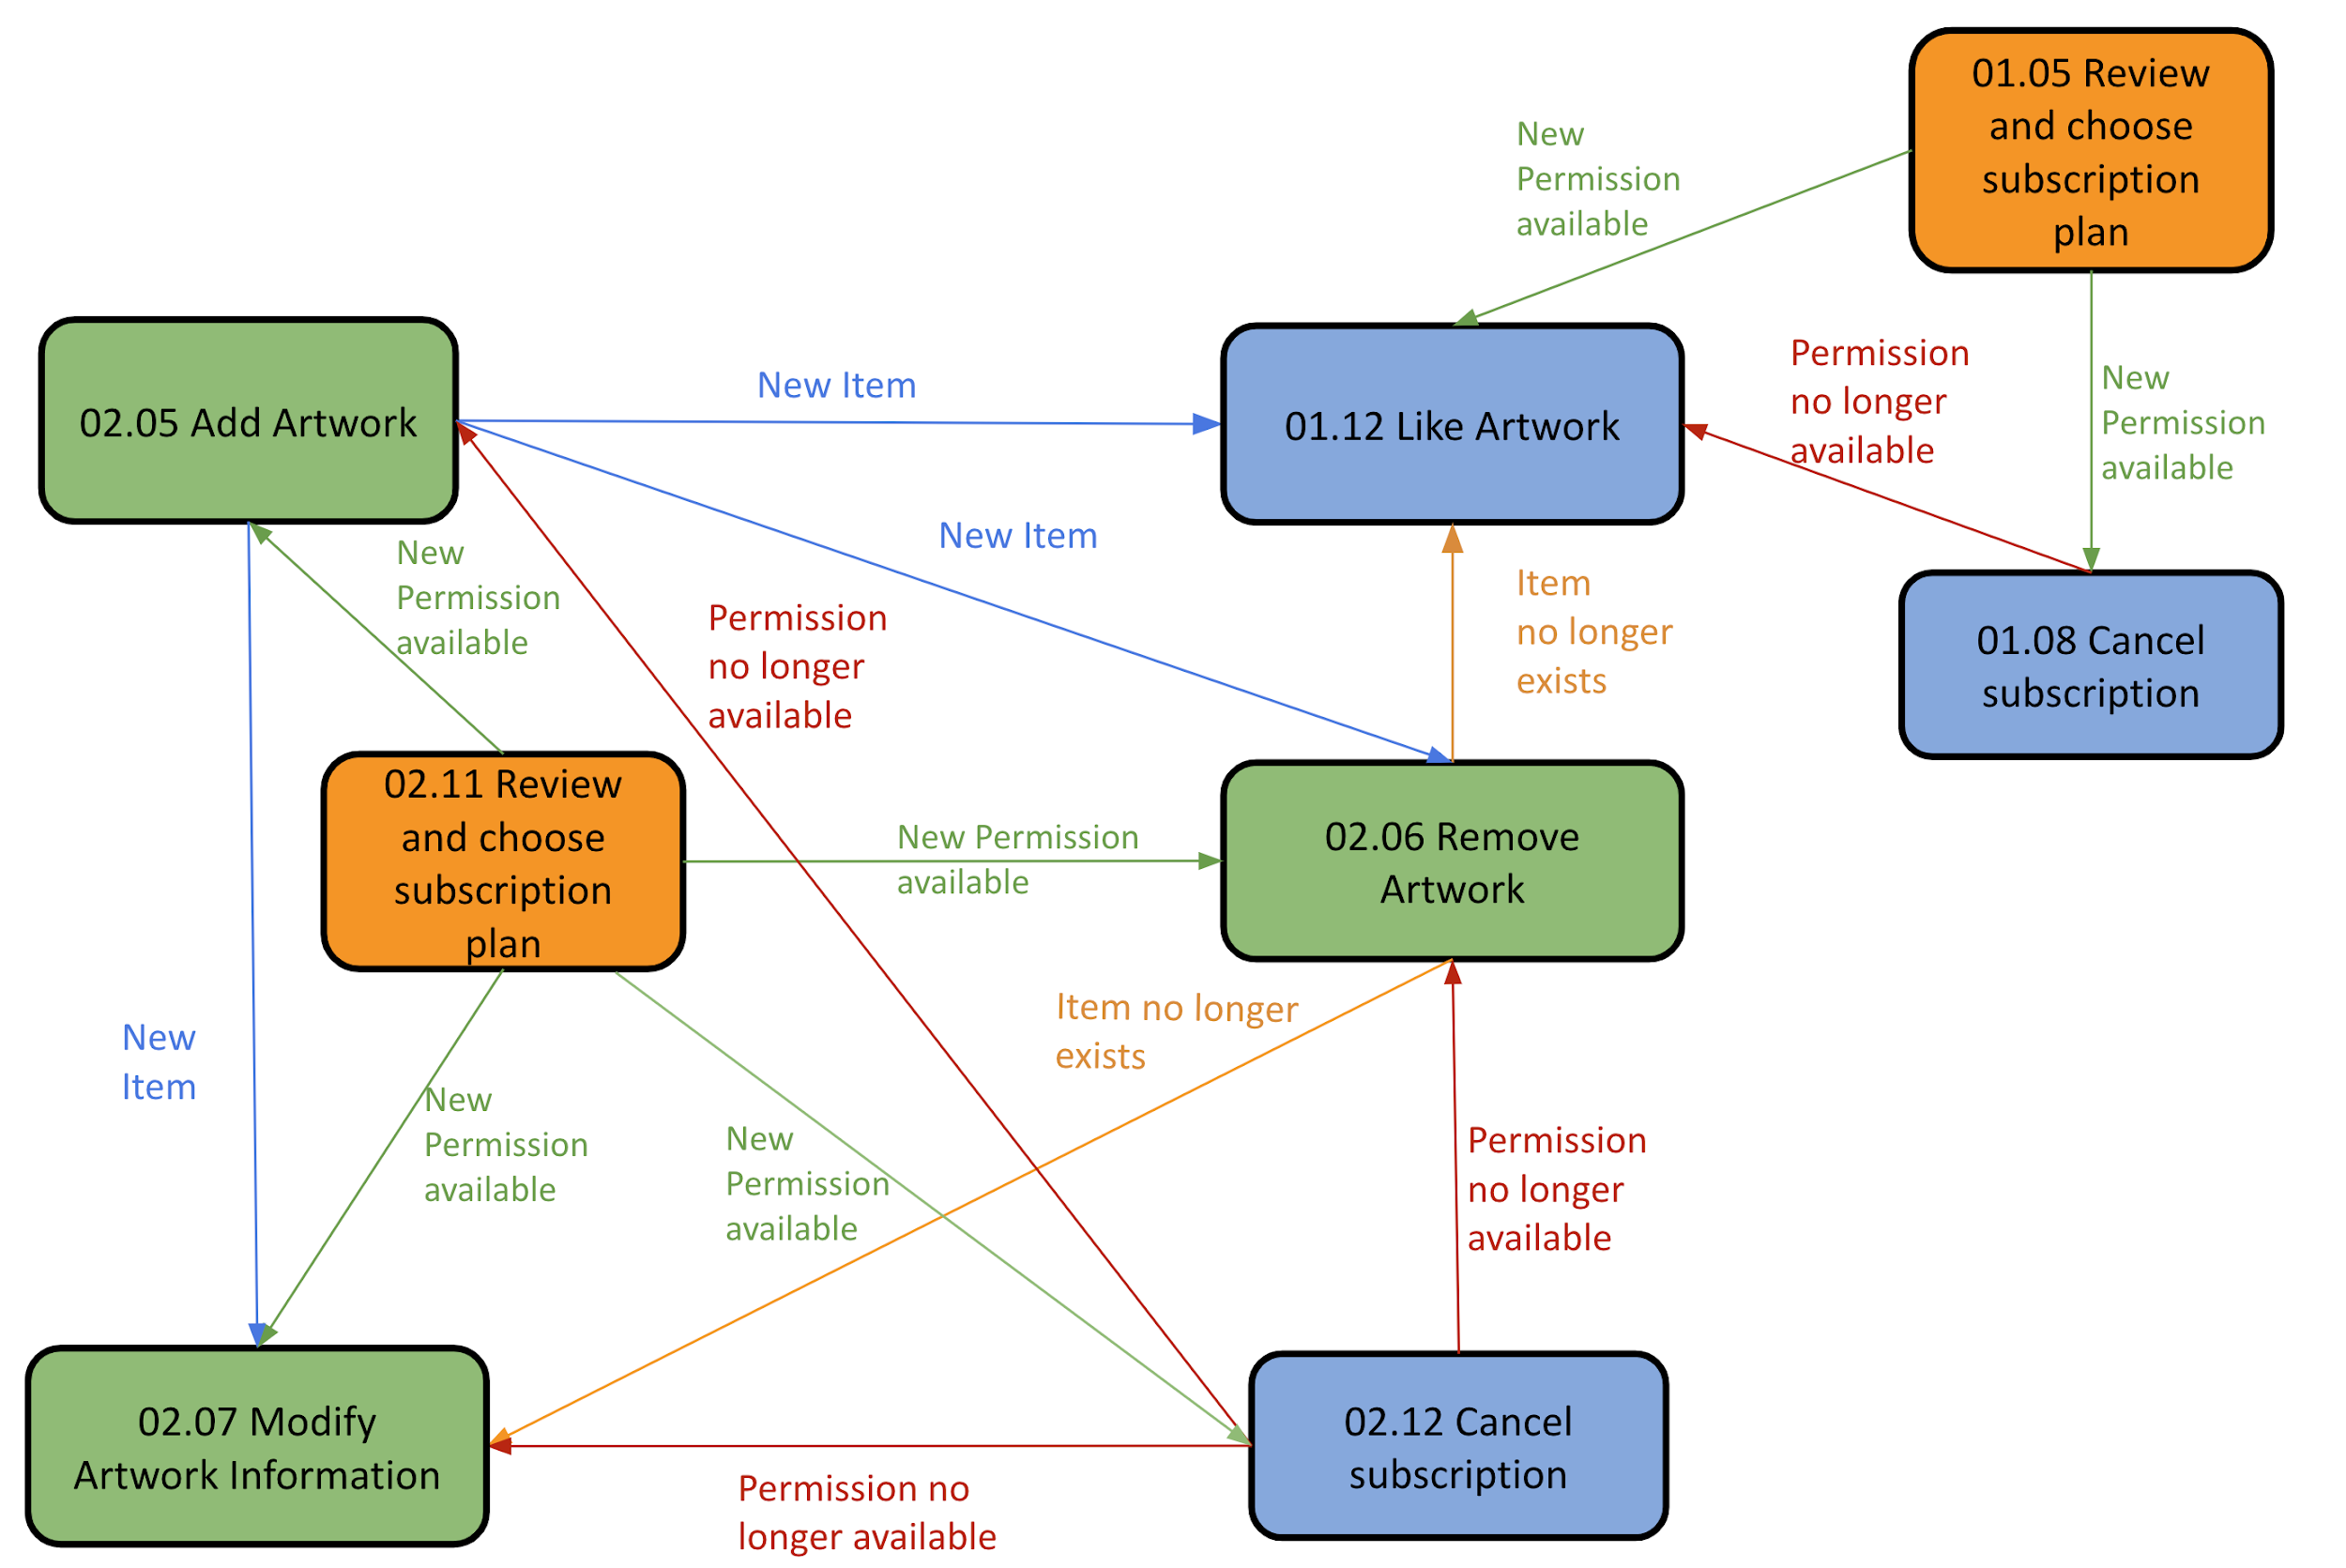 01.05 Review
and choose
subscription
plan
New
Permission
available
Permission
no longer
available
New
Permission
available
02.05 Add Artwork
New Item
01.12 Like Artwork
New Item
New
Permission
available
Permission
no longer
available
Item
no longer
exists
01.08 Cancel
subscription
02.11 Review
and choose
subscription
plan
New Permission
available
02.06 Remove
Artwork
Item no longer
exists
New
Item
New
Permission
available
New
Permission
available
Permission
no longer
available
02.07 Modify
Artwork Information
02.12 Cancel
subscription
Permission no
longer available